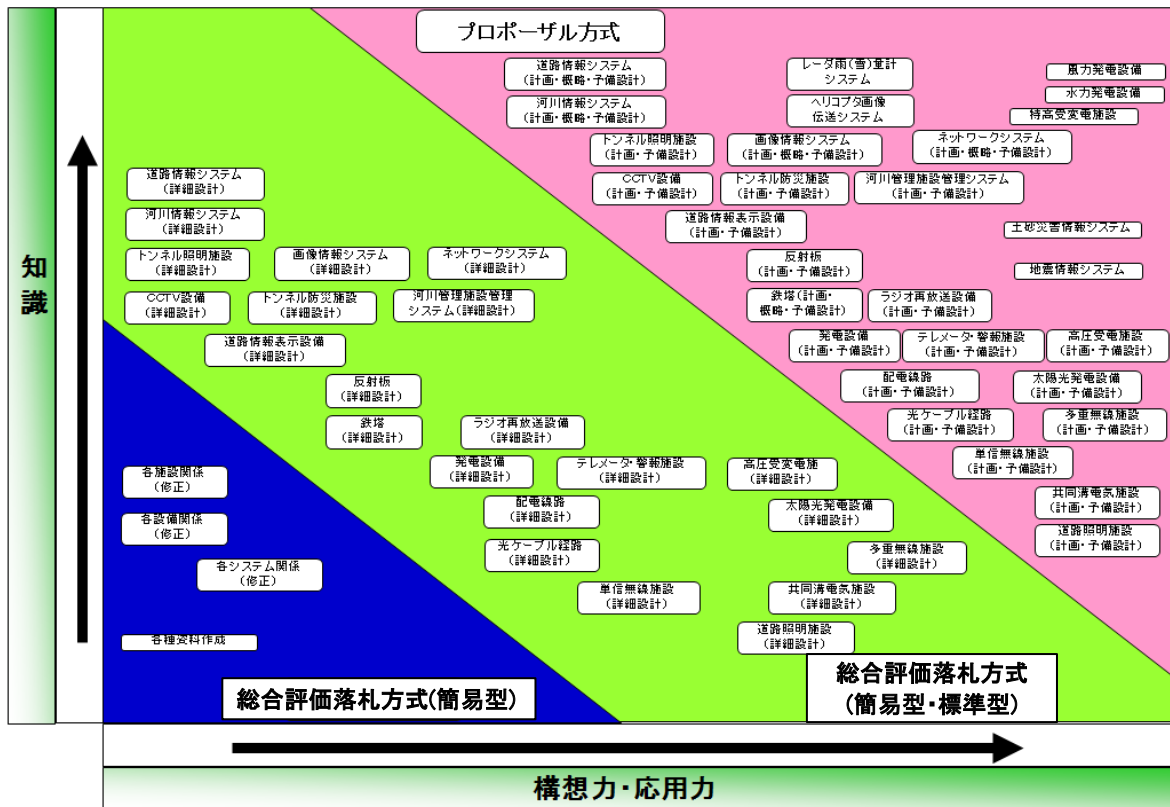 プロポーザル方式
道路情報システム
(計画・概略・予備設計)
レーダ雨(雪)量計
システム
風力発電設備
水力発電設備
河川情報システム
(計画・概略・予備設計)
ヘリコプタ画像
伝送システム
特高受変電施設
トンネル照明施設
(計画・予備設計)
画像情報システム
(計画・概略・予備設計)
ネットワークシステム
(計画・概略・予備設計)
CCTV設備
(計画・予備設計)
トンネル防災施設
(計画・予備設計)
河川管理施設管理システム
(計画・予備設計)
道路情報表示設備
(計画・予備設計)
土砂災害情報システム
反射板
(計画・予備設計)
地震情報システム
鉄塔(計画・
概略・予備設計)
ラジオ再放送設備
(計画・予備設計)
発電設備
(計画・予備設計)
テレメータ・警報施設
(計画・予備設計)
高圧受電施設
(計画・予備設計)
配電線路
(計画・予備設計)
太陽光発電設備
(計画・予備設計)
光ケーブル経路
(計画・予備設計)
多重無線施設
(計画・予備設計)
単信無線施設
(計画・予備設計)
共同溝電気施設
(計画・予備設計)
道路照明施設
(計画・予備設計)
知識
道路情報システム
(詳細設計)
河川情報システム
(詳細設計)
トンネル照明施設
(詳細設計)
画像情報システム
(詳細設計)
ネットワークシステム
(詳細設計)
CCTV設備
(詳細設計)
トンネル防災施設
(詳細設計)
河川管理施設管理
システム(詳細設計)
道路情報表示設備
(詳細設計)
反射板
(詳細設計)
鉄塔
(詳細設計)
ラジオ再放送設備
(詳細設計)
発電設備
(詳細設計)
テレメータ・警報施設
(詳細設計)
高圧受変電施
(詳細設計)
配電線路
(詳細設計)
太陽光発電設備
(詳細設計)
光ケーブル経路
(詳細設計)
多重無線施設
(詳細設計)
単信無線施設
(詳細設計)
共同溝電気施設
(詳細設計)
道路照明施設
(詳細設計)
各施設関係
(修正)
各設備関係
(修正)
各システム関係
(修正)
各種資料作成
総合評価落札方式(簡易型)
総合評価落札方式
(簡易型・標準型)
構想力・応用力